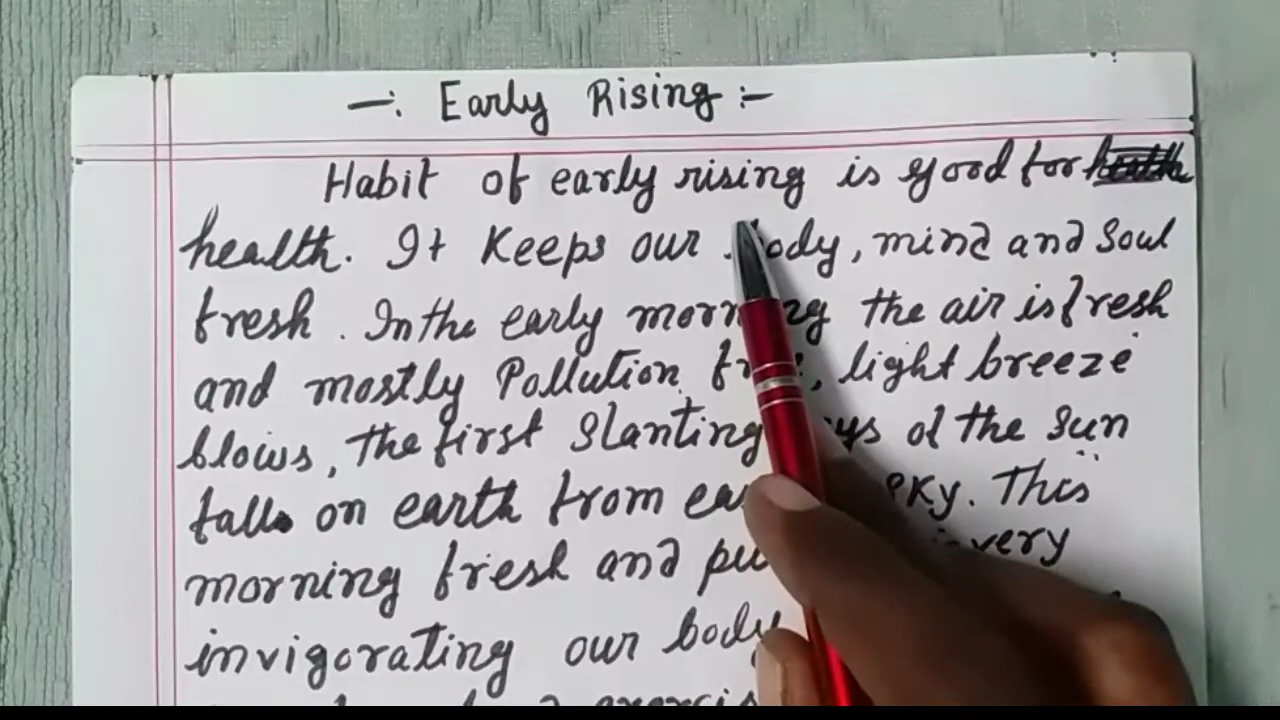 —: Early Rising :—
Habit of early rising is good for
health. It Keeps our body, mind and Soul
fresh. In the early morning the air is fresh
and mostly Pollution, light breeze
blows, the first Slanting of the Sun
falls on earth from sky. This
morning fresh and very
invigorating our body